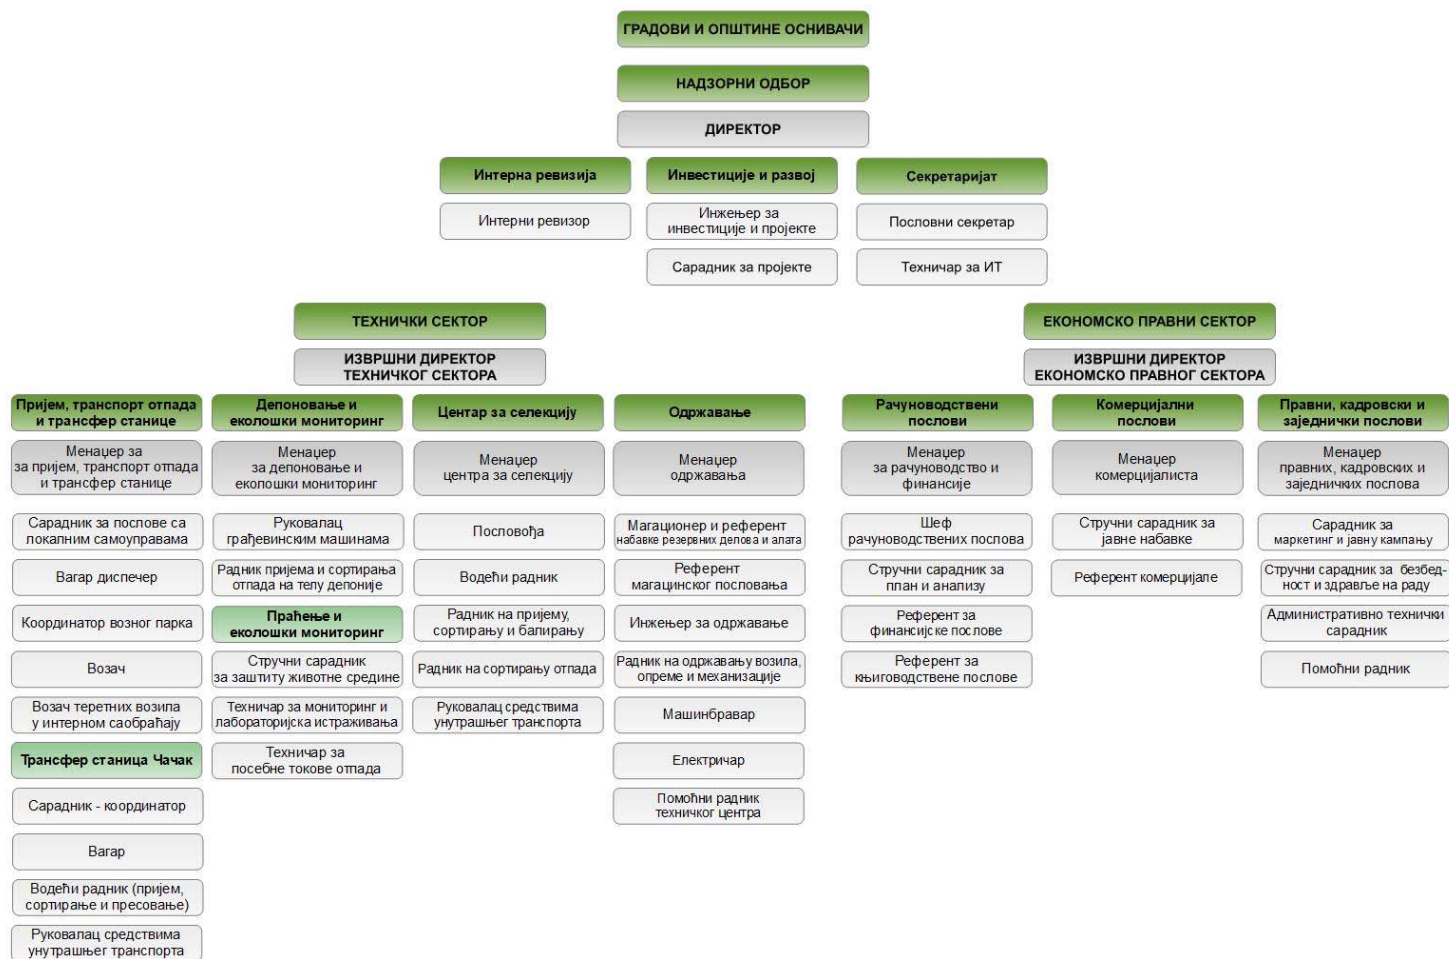 ГРАДОВИ И ОПШТИНЕ ОСНИВАЧИ
НАДЗОРНИ ОДБОР
ДИРЕКТОР
Интерна ревизија
Интерни ревизор
Инвестиције и развој
Инжењер за
инвестиције и пројекте
Сарадник за пројекте
Секретаријат
Пословни секретар
Техничар за ИТ
ТЕХНИЧКИ СЕКТОР
ИЗВРШНИ ДИРЕКТОР
ТЕХНИЧКОГ СЕКТОРА
Пријем, транспорт отпада
и трансфер станице
Менаџер за
за пријем, транспорт отпада
и трансфер станице
Сарадник за послове са
локалним самоуправама
Вагар диспечер
Координатор возног парка
Возач
Возач теретних возила
у интерном саобраћају
Трансфер станица Чачак
Сарадник - координатор
Вагар
Водећи радник (пријем,
сортирање и пресовање)
Руковалац средствима
унутрашњег транспорта
Депоновање и
еколошки мониторинг
Менаџер
за депоновање и
еколошки мониторинг
Руковалац
грађевинским машинама
Радник пријема и сортирања
отпада на телу депоније
Праћење и
еколошки мониторинг
Стручни сарадник
за заштиту животне средине
Техничар за мониторинг и
лабораторијска истраживања
Техничар за
посебне токове отпада
Центар за селекцију
Менаџер
центра за селекцију
Пословођа
Водећи радник
Радник на пријему,
сортирању и балирању
Радник на сортирању отпада
Руковалац средствима
унутрашњег транспорта
Одржавање
Менаџер
одржавања
Магационер и референт
набавке резервних делова и алата
Референт
магацинског пословања
Инжењер за одржавање
Радник на одржавању возила,
опреме и механизације
Машинбравар
Електричар
Помоћни радник
техничког центра
ЕКОНОМСКО ПРАВНИ СЕКТОР
ИЗВРШНИ ДИРЕКТОР
ЕКОНОМСКО ПРАВНОГ СЕКТОРА
Рачуноводствени
послови
Менаџер
за рачуноводство и
финансије
Шеф
рачуноводствених послова
Стручни сарадник за
план и анализу
Референт за
финансијске послове
Референт за
књиговодствене послове
Комерцијални
послови
Менаџер
комерцијалиста
Стручни сарадник за
јавне набавке
Референт комерцијале
Правни, кадровски и
заједнички послови
Менаџер
правних, кадровских и
заједничких послова
Сарадник за
маркетинг и јавну кампању
Стручни сарадник за безбед-
ност и здравље на раду
Административно технички
сарадник
Помоћни радник